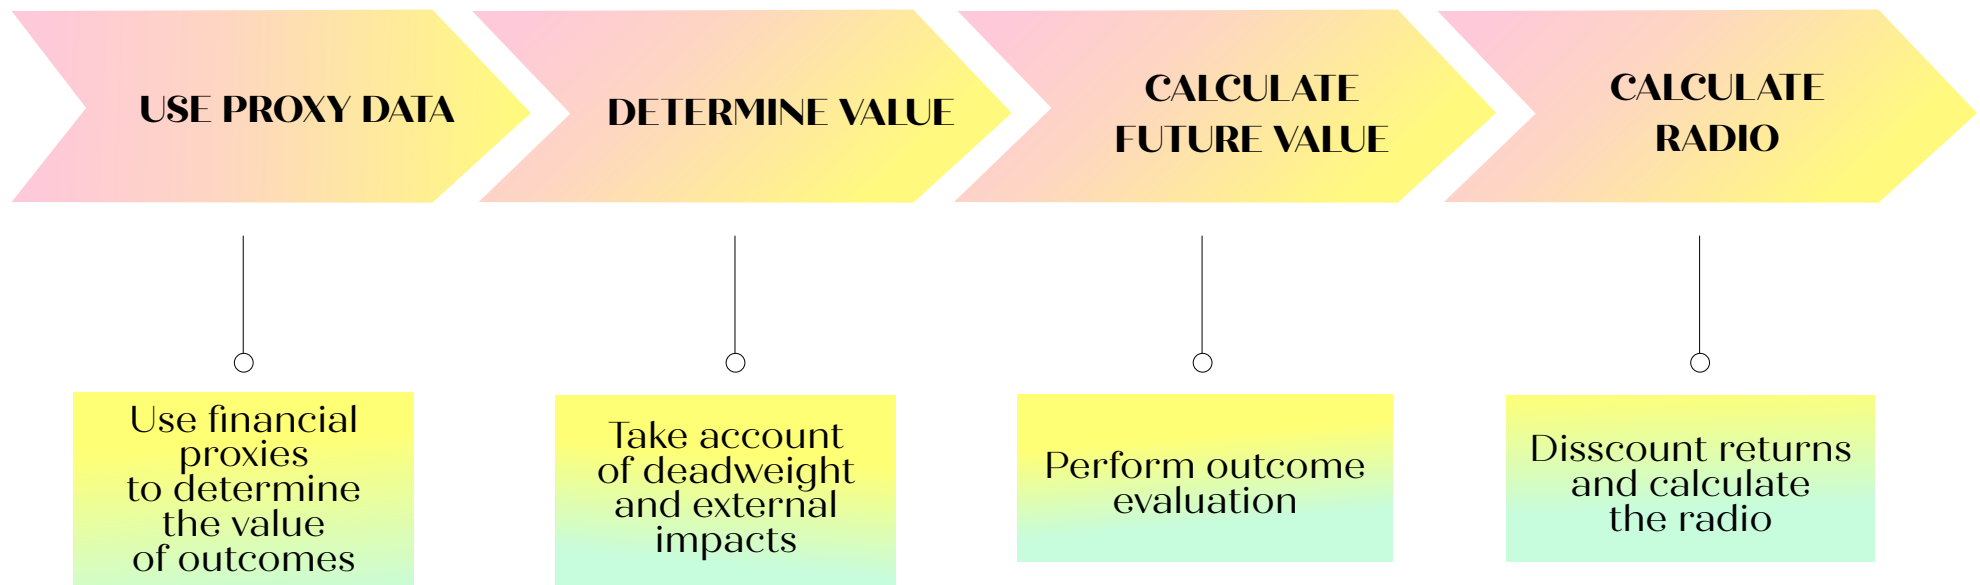 USE PROXY DATA
DETERMINE VALUE
CALCULATE
FUTURE VALUE
CALCULATE
RADIO
Use financial
proxies
to determine
the value
of outcomes
Take account
of deadweight
and external
impacts
Perform outcome
evaluation
Disscount returns
and calculate
the radio